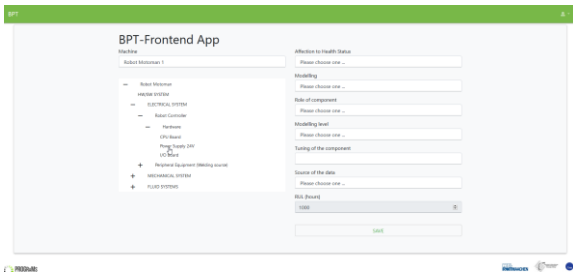 BPT
BPT-Frontend App
Machine
Robot Motoman 1
Robot Motoman
HW/SW SYSTEM
ELECTRICAL SYSTEM
Robot Controller
Hardware
CPU Board
Power Supply 24V
I/O Board
Peripheral Equipment (Welding source)
MECHANICAL SYSTEM
FLUID SYSTEMS
Affection to Health Status
Please choose one ...
Modelling
Please choose one ...
Role of component
Please choose one ...
Modelling level
Please choose one ...
Tuning of the component
Source of the data
Please choose one ...
RUL (hours)
1000
SAVE
PROGRAMS